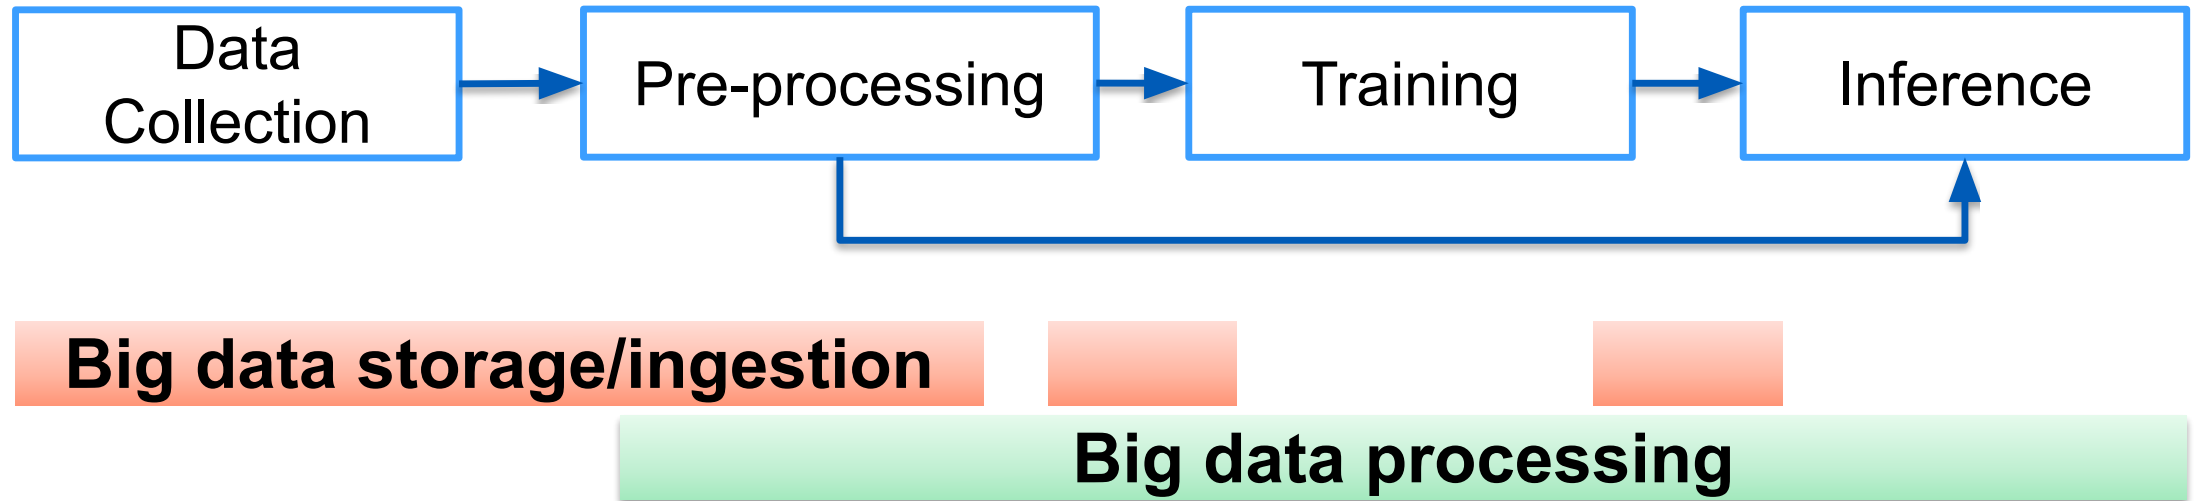 Data
Collection
Pre-processing
Training
Inference
Big data storage/ingestion
Big data processing